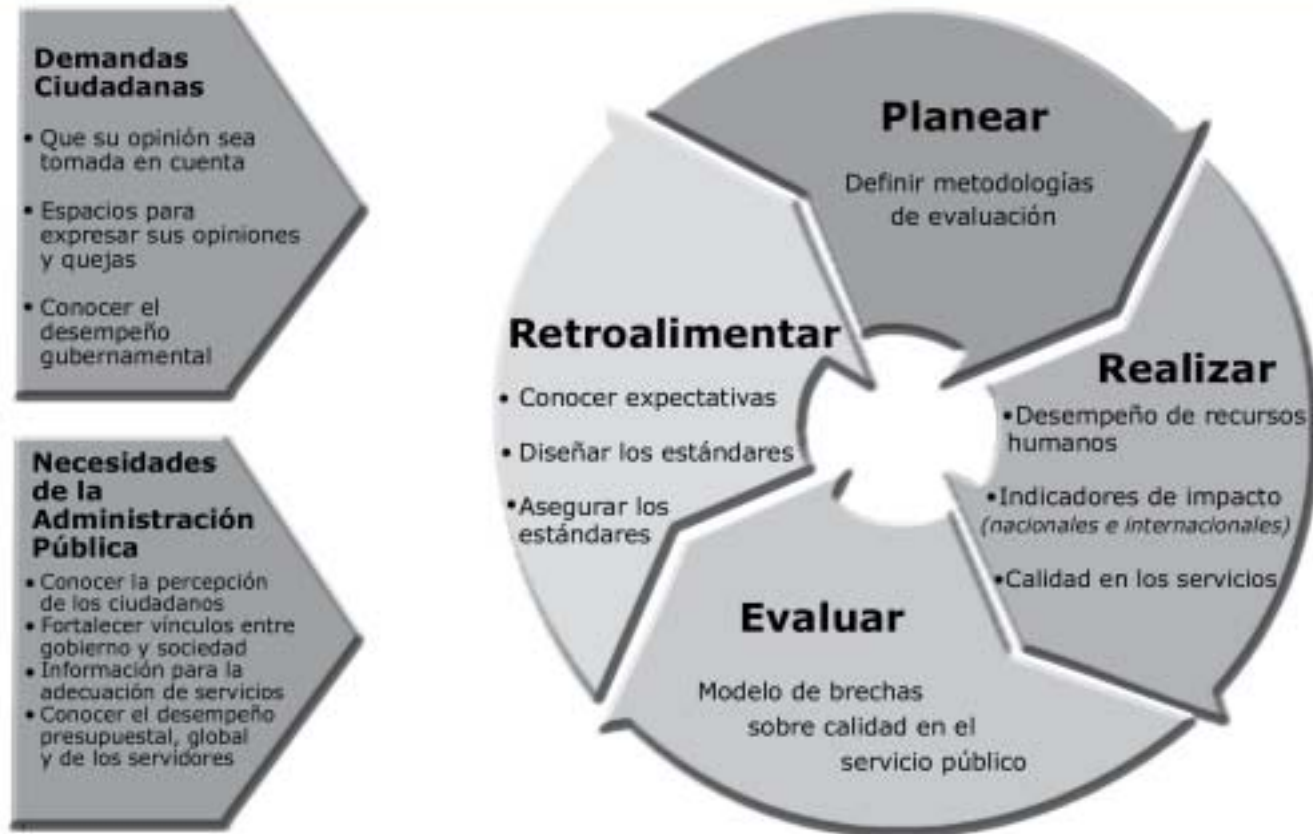 Demandas
Ciudadanas
• Que su opinión sea
tomada en cuenta
• Espacios para
expresar sus opiniones
y quejas
• Conocer el
desempeño
gubernamental
Necesidades
de la
Administración
Pública
• Conocer la percepción
de los ciudadanos
• Fortalecer vínculos entre
gobierno y sociedad
• Información para la
adecuación de servicios
• Conocer el desempeño
presupuestal, global
y de los servidores
Planear
Definir metodologías
de evaluación
Realizar
•Desempeño de recursos
humanos
•Indicadores de impacto
(nacionales e internacionales)
•Calidad en los servicios
Evaluar
Modelo de brechas
sobre calidad en el
servicio público
Retroalimentar
• Conocer expectativas
• Diseñar los estándares
•Asegurar los
estándares